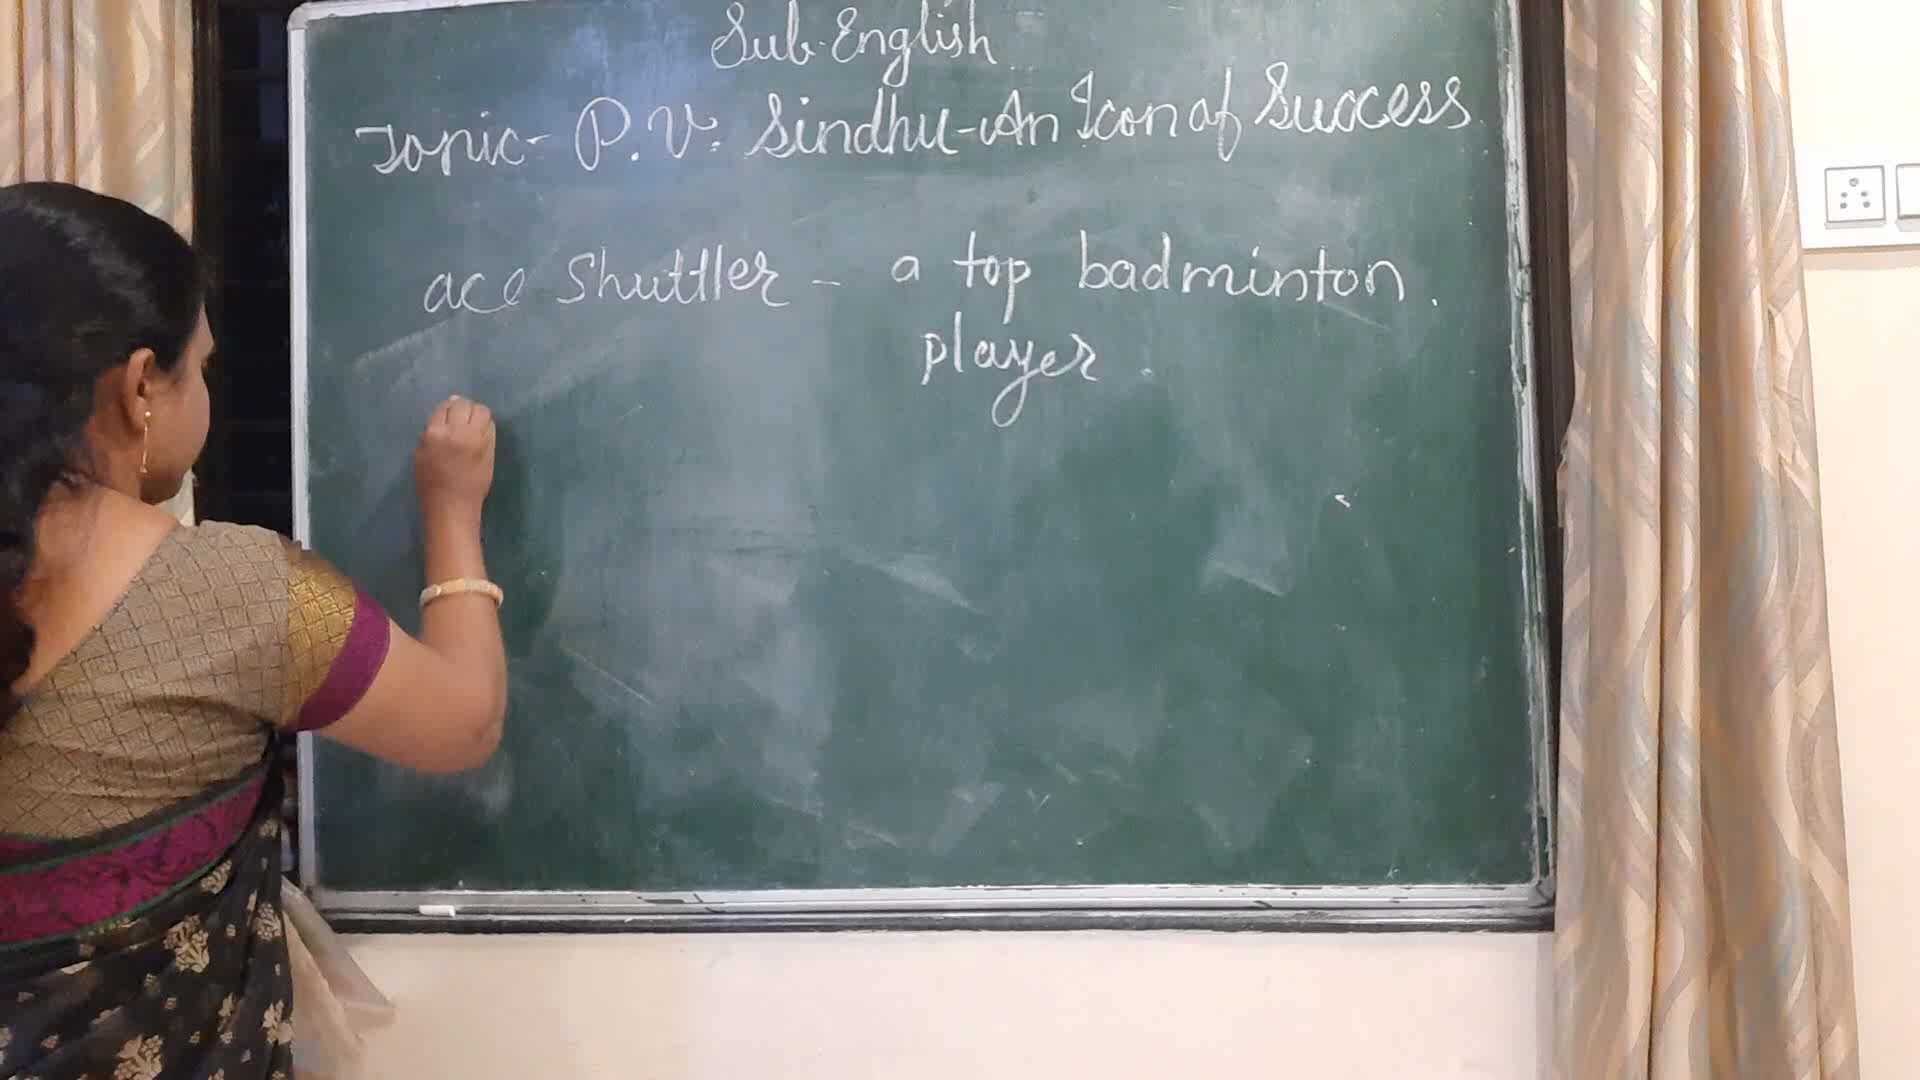 Sub-English
Topic- P.V. Sindhu-An Icon of Success
ace Shuttler - a top badminton.
player